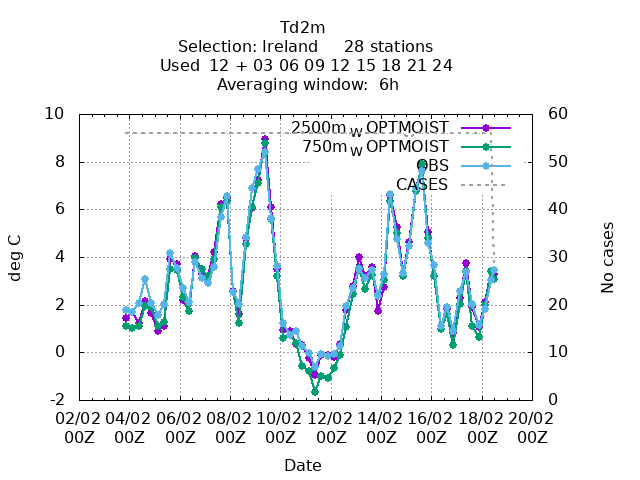 Td2m
Selection: Ireland 28 stations
Used 12 + 03 06 09 12 15 18 21 24
Averaging window: 6h
10 60
2500m W OPTMOIST
750m W OPTMOIST
8 OBS 50
CASES
6 40
deg C
4 30
No cases
2 20
0 10
-2 0
02/02 04/02 06/02 08/02 10/02 12/02 14/02 16/02 18/02 20/02
00Z 00Z 00Z 00Z 00Z 00Z 00Z 00Z 00Z 00Z
Date